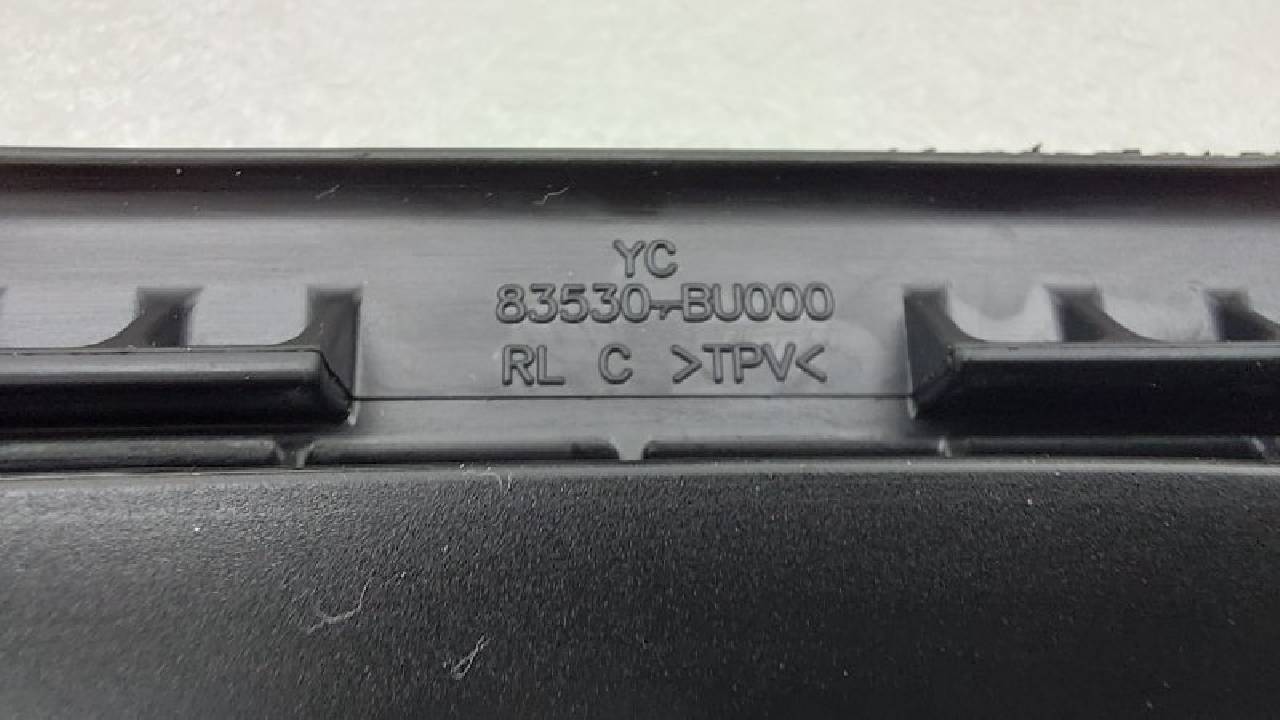 YC
83530-BU000
RL C >TPV<